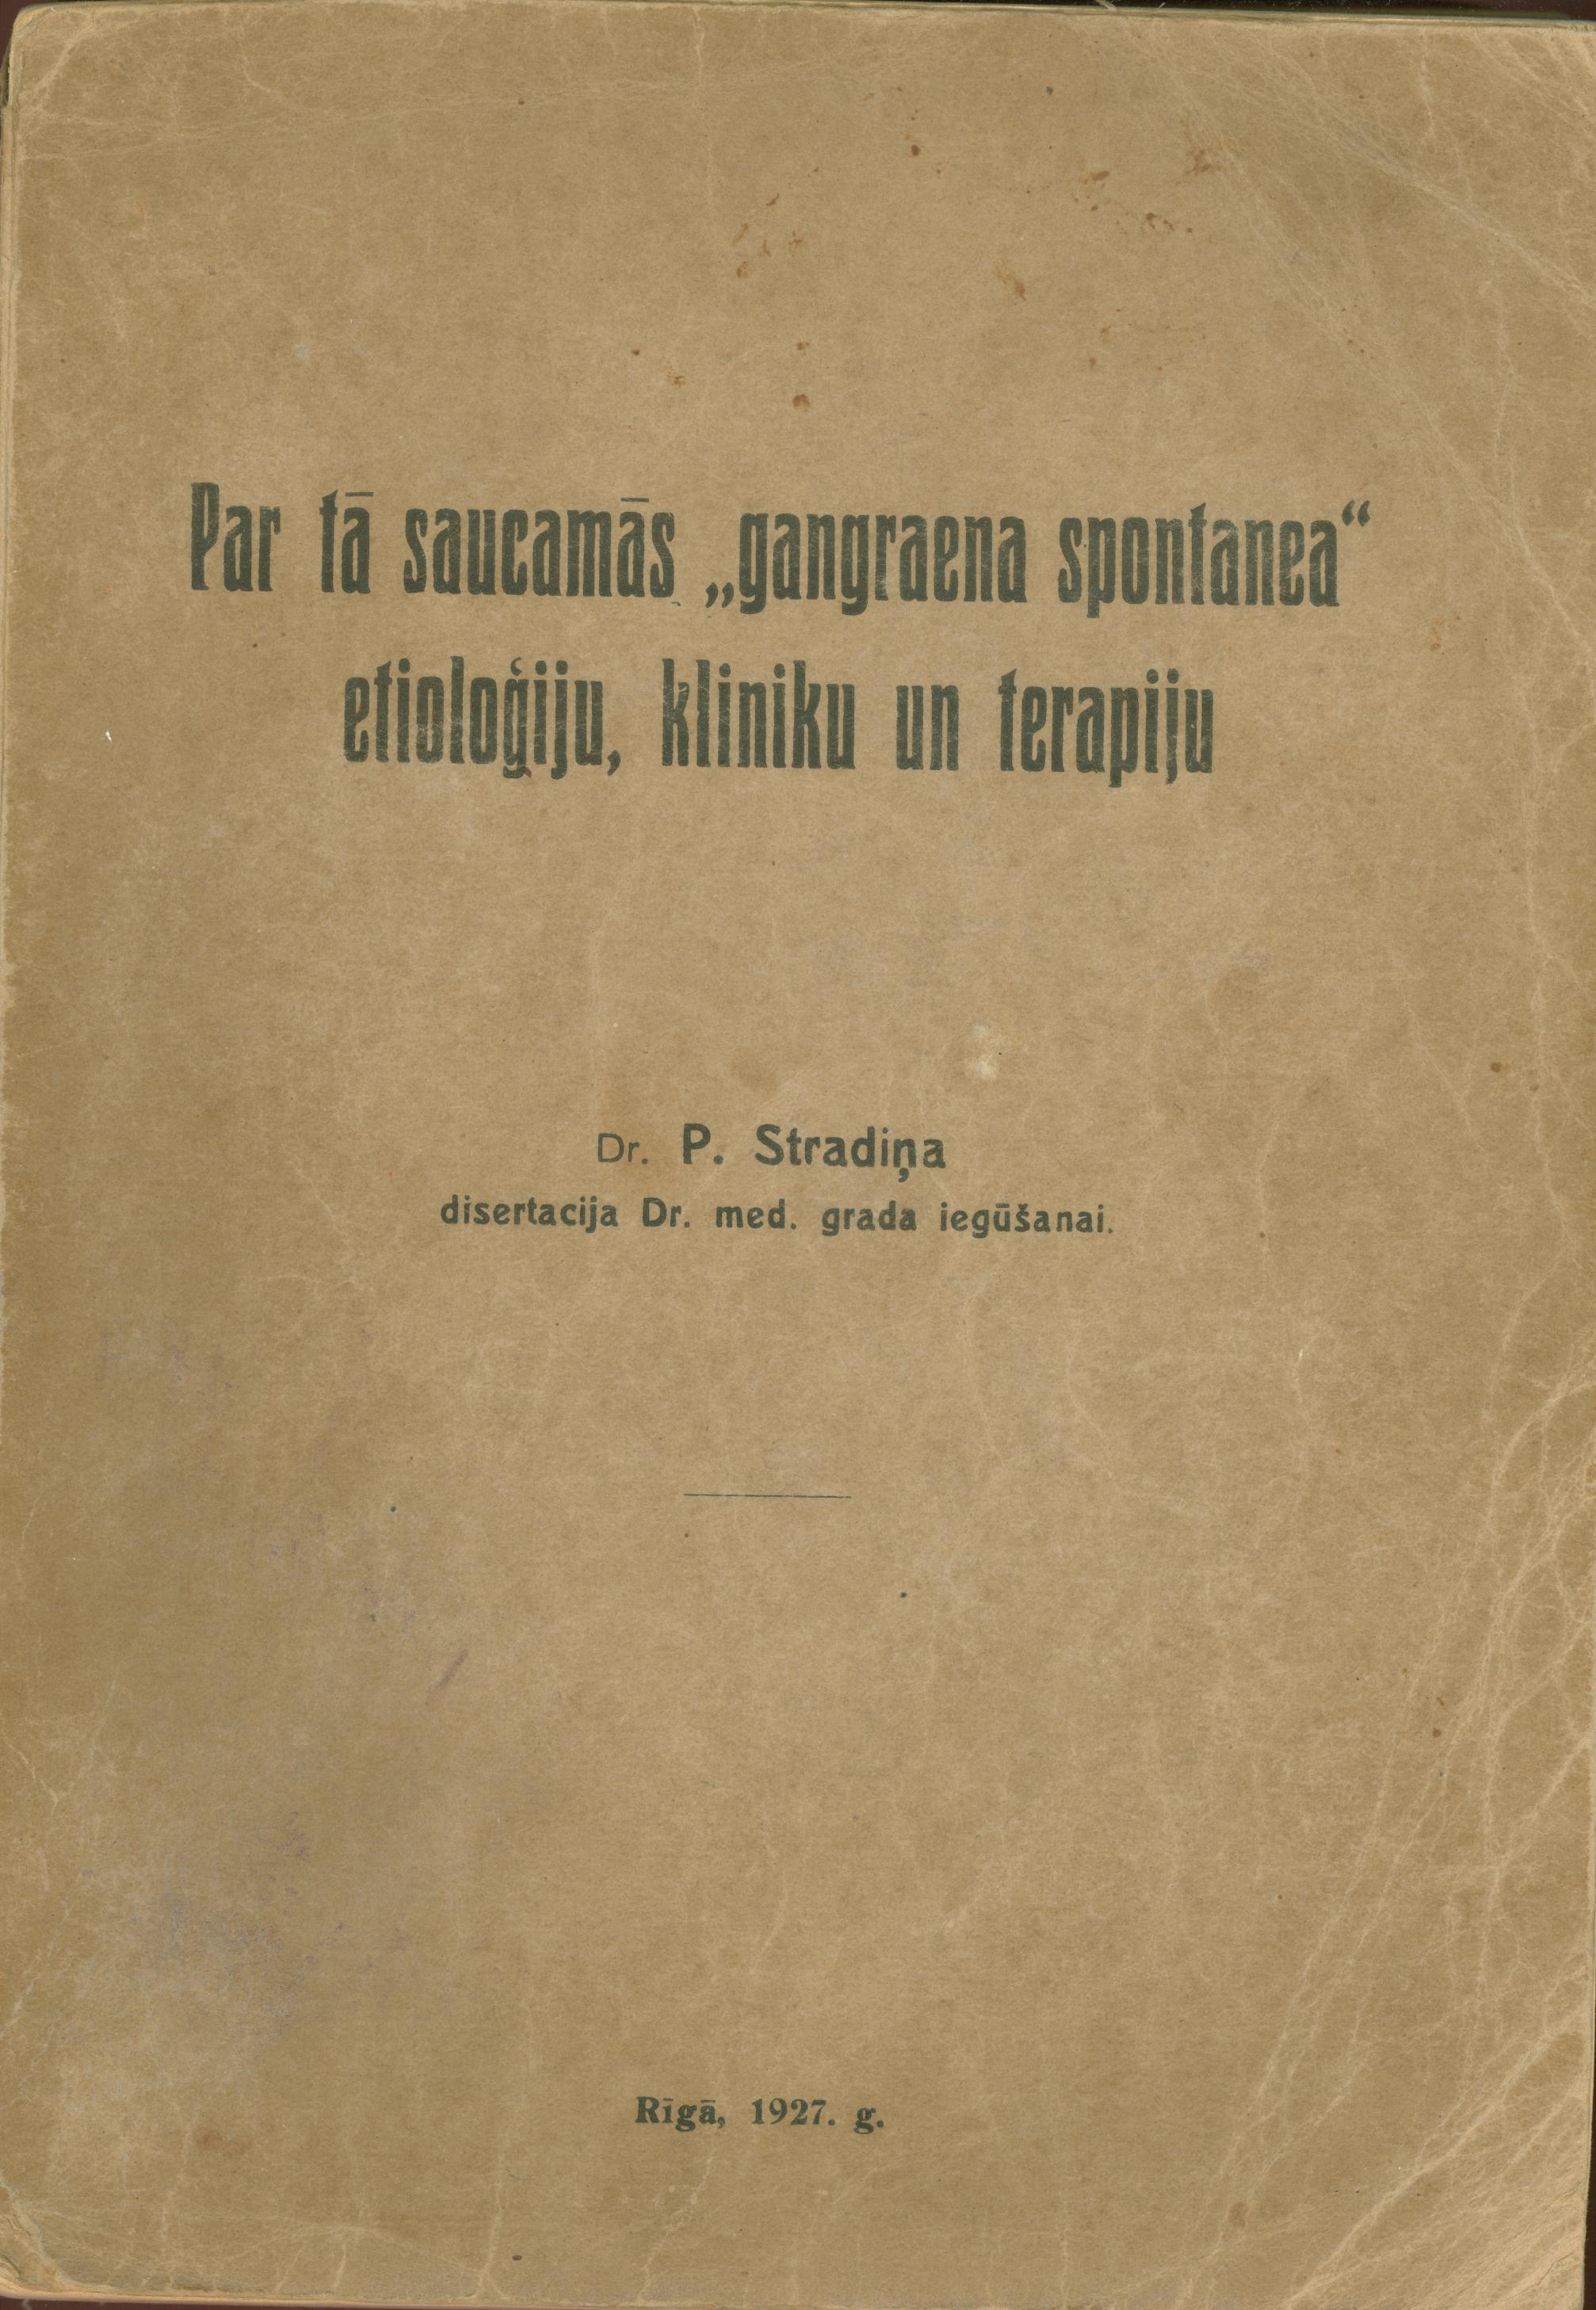 Par tā saucamās „gangraena spontanea“
etioloģiju, kliniku un terapiju
Dr. P. Stradiņa
disertacija Dr. med. grada iegūšanai.
Rīgā, 1927. g.